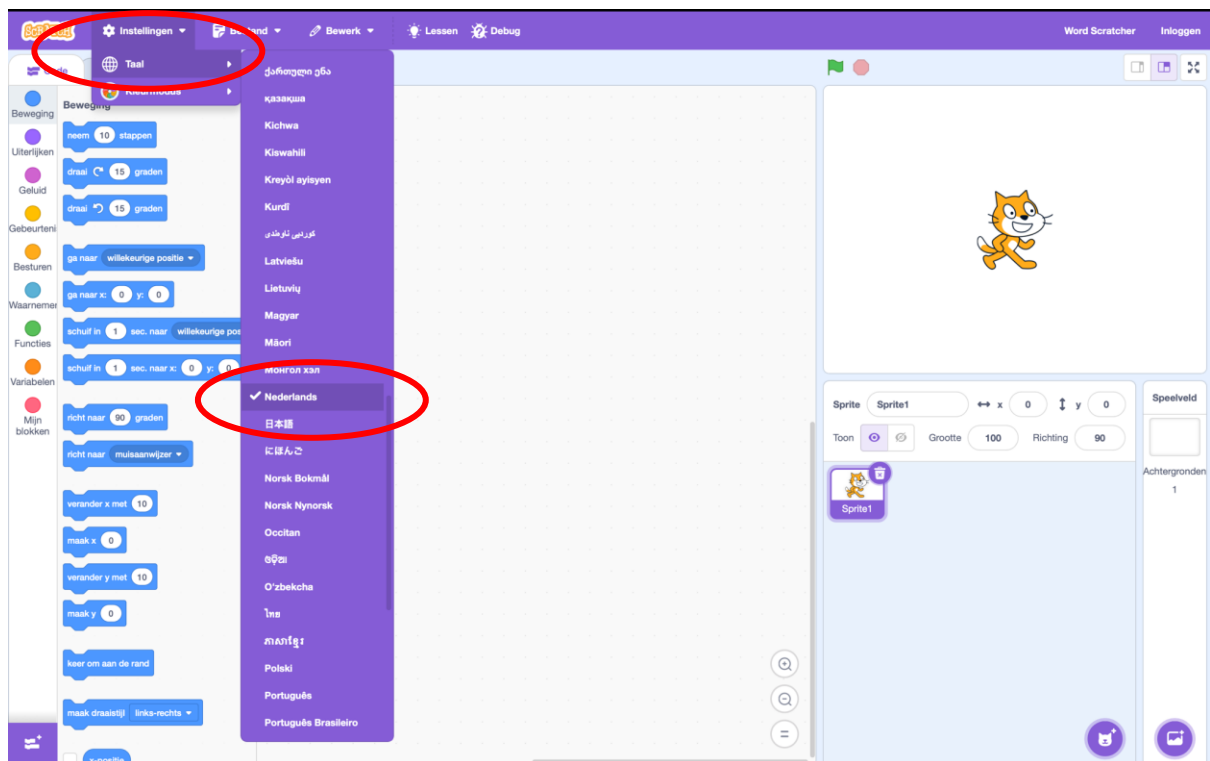 SCRATCH
Instellingen
Bewerk
Lessen
Debug
Word Scratcher
Inloggen
Taal
Kleurmodus
ქართული ენა
қазақша
Kichwa
Kiswahili
Kreyòl ayisyen
Kurdî
کوردیی ناوەندی
Latviešu
Lietuvių
Magyar
Māori
Монгол хэл
Nederlands
日本語
にほんご
Norsk Bokmål
Norsk Nynorsk
Occitan
ଓଡ଼ିଆ
Oʻzbekcha
ไทย
ភាសាខ្មែរ
Polski
Português
Português Brasileiro
Beweging
Uiterlijken
Geluid
Gebeurteni
Besturen
Waarnemer
Functies
Variabelen
Mijn
blokken
Beweging
neem 10 stappen
draai 15 graden
draai 15 graden
ga naar willekeurige positie
ga naar x: 0 y: 0
schuif in 1 sec. naar willekeurige pos
schuif in 1 sec. naar x: 0 y: 0
richt naar 90 graden
richt naar muisaanwijzer
verander x met 10
maak x 0
verander y met 10
maak y 0
keer om aan de rand
maak draaistijl links-rechts
x-positie
Sprite Sprite1 x 0 y 0
Toon Grootte 100 Richting 90
Sprite1
Speelveld
Achtergronden
1